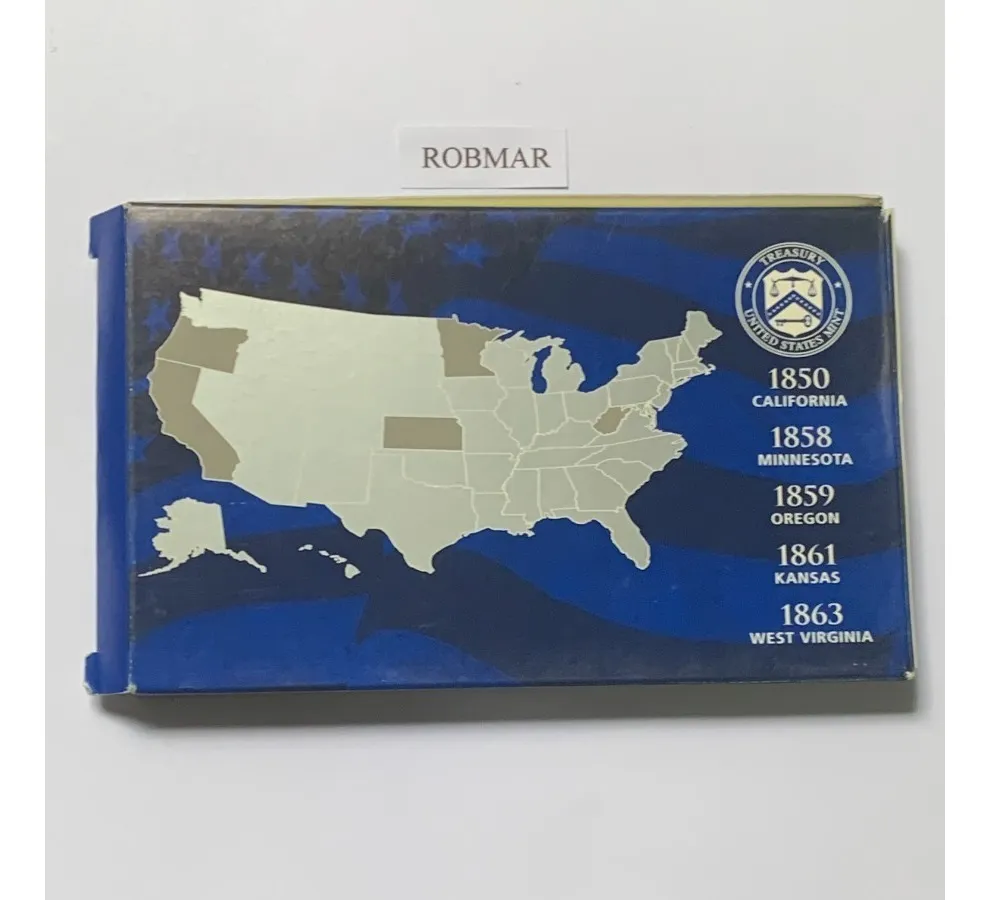 ROBMAR
TREASURY
UNITED STATES MINT
1850
CALIFORNIA
1858
MINNESOTA
1859
OREGON
1861
KANSAS
1863
WEST VIRGINIA